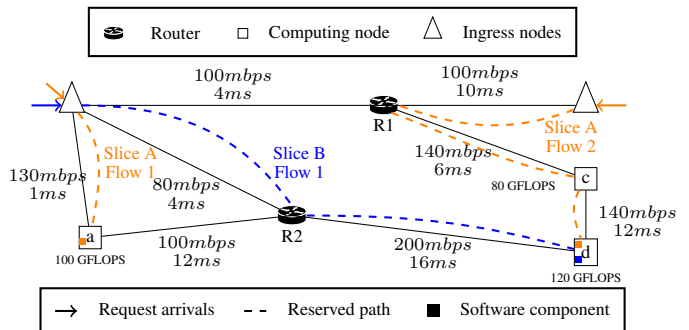 Router Computing node Ingress nodes
100mbps
4ms
100mbps
10ms
R1
Slice A
Flow 1
Slice B
Flow 1
140mbps
6ms
Slice A
Flow 2
130mbps
1ms
80mbps
4ms
80 GFLOPS
c
a
100 GFLOPS
100mbps
12ms
R2
200mbps
16ms
140mbps
12ms
d
120 GFLOPS
Request arrivals Reserved path Software component